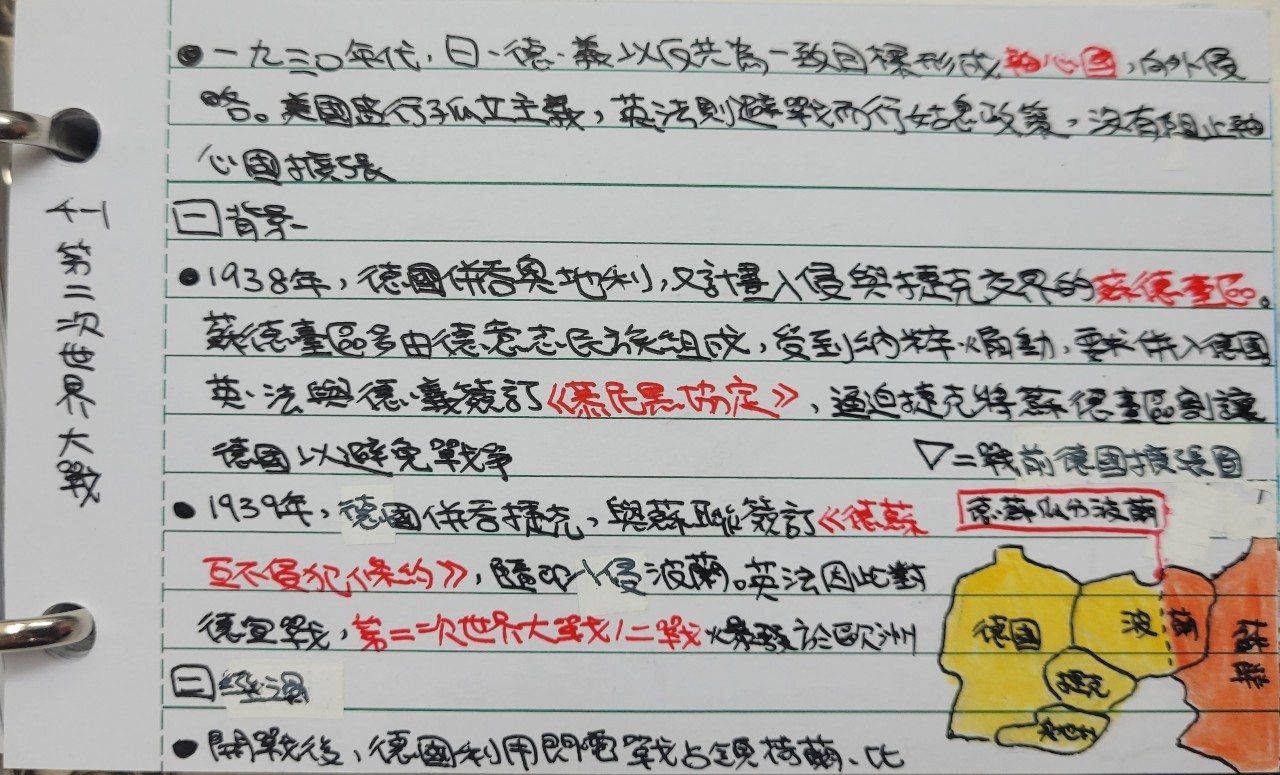 4-1 第二次世界大戰
●一九三〇年代，日、德、義以反共為一致目標形成軸心國，向外侵
略。美國盛行孤立主義，英法則避戰而行姑息政策，沒有阻止軸
心國擴張
㊀背景
●1938年，德國併吞奧地利，又計畫入侵與捷克交界的蘇德臺區。
蘇德臺區多由德意志民族組成，受到納粹煽動，要求併入德國
英、法與德、義簽訂《慕尼黑協定》，逼迫捷克將蘇德臺區割讓
德國以避免戰爭
▽二戰前德國擴張圖
●1939年，德國併吞捷克，與蘇聯簽訂《德蘇
互不侵犯條約》，隨即入侵波蘭。英法因此對
德宣戰，第二次世界大戰/二戰爆發於歐洲
㊁經過
●開戰後，德國利用閃電戰占領荷蘭、比
德蘇瓜分波蘭
德國
波蘭
蘇聯
捷克